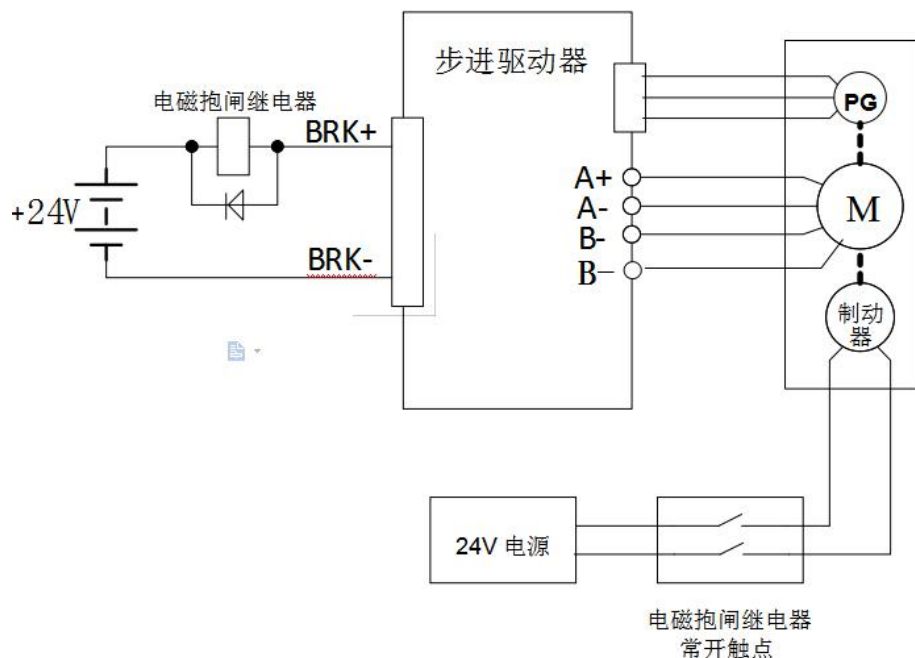 步进驱动器
电磁抱闸继电器
BRK+
PG
A+
A-
B-
B-
M
+24V
BRK-
制动
器
24V 电源
电磁抱闸继电器
常开触点